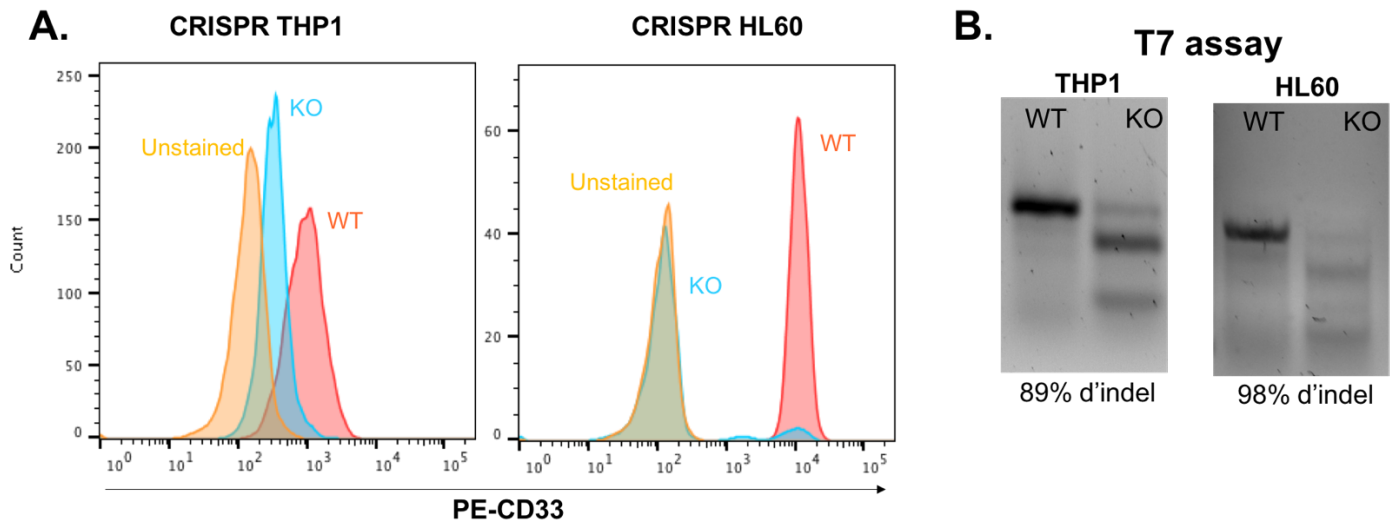 A.
CRISPR THP1
CRISPR HL60
250
200
150
100
50
0
Count
Unstained
KO
WT
10^0 10^1 10^2 10^3 10^4 10^5
60
40
20
0
Unstained
KO
WT
10^0 10^1 10^2 10^3 10^4 10^5
PE-CD33
B.
T7 assay
THP1
HL60
WT KO
WT KO
89% d’indel
98% d’indel